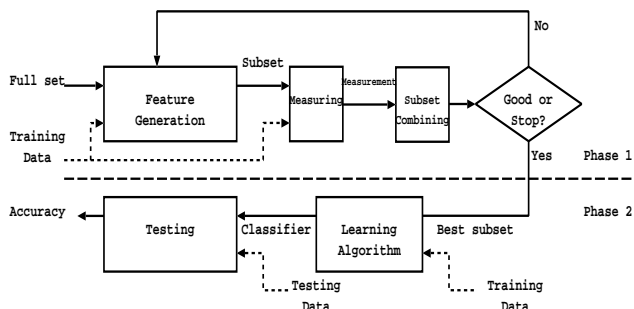 No
Full set
Subset
Measurement
Feature
Generation
Measuring
Subset
Combining
Good or
Stop?
Training
Data
Yes
Phase 1
Accuracy
Testing
Classifier
Learning
Algorithm
Best subset
Phase 2
Testing
Data
Training
Data